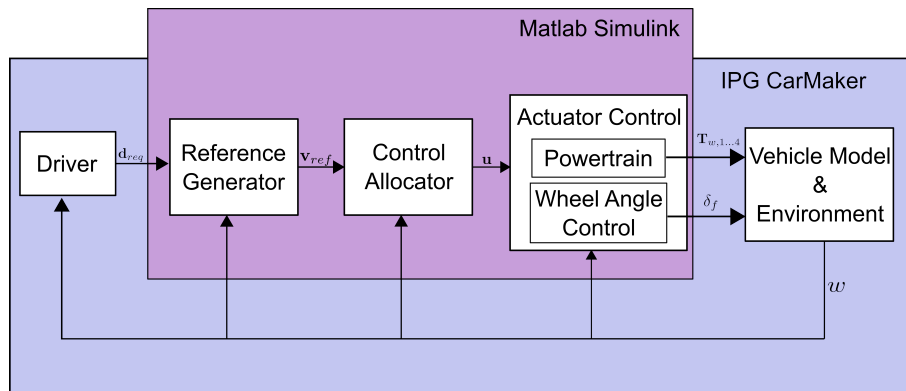 Matlab Simulink
IPG CarMaker
Driver
d_req
Reference
Generator
v_ref
Control
Allocator
u
Actuator Control
Powertrain
Wheel Angle
Control
T_w,1...4
δ_f
Vehicle Model
&
Environment
w